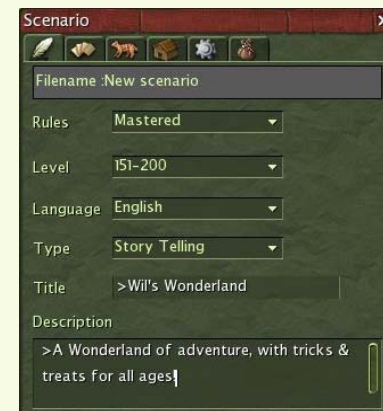 Scenario
Filename :New scenario
Rules Mastered
Level 151-200
Language English
Type Story Telling
Title >Wil's Wonderland
Description
>A Wonderland of adventure, with tricks &
treats for all ages!